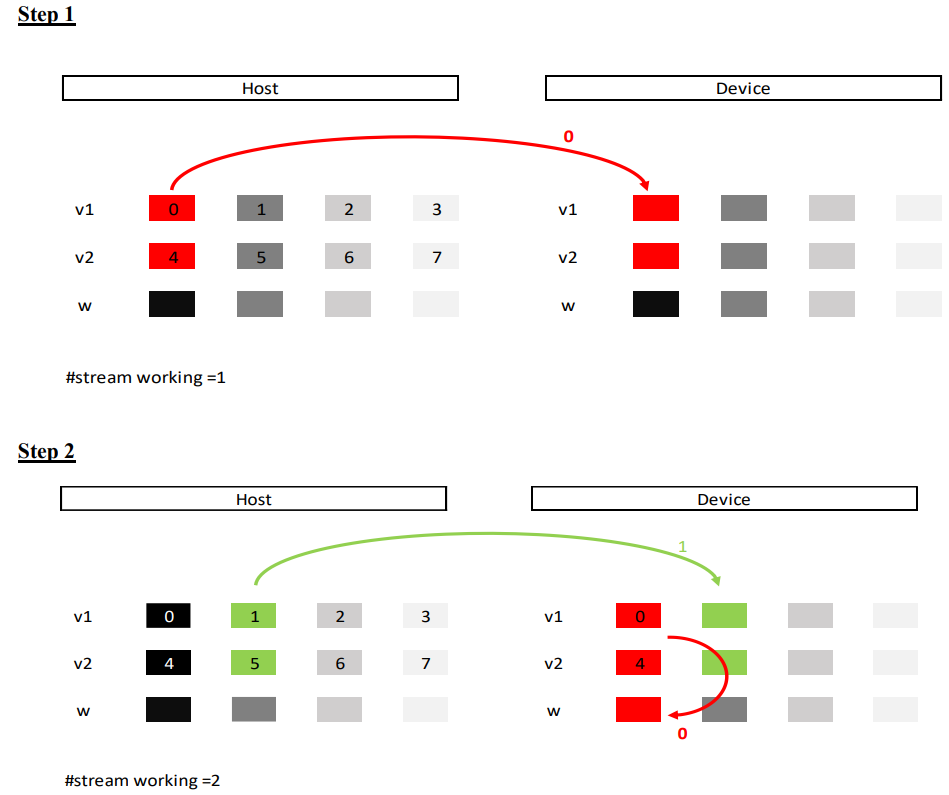 Step 1
Host Device
0
v1 0 1 2 3 v1
v2 4 5 6 7 v2
w w
#stream working =1
Step 2
Host Device
1
v1 0 1 2 3 v1 0
v2 4 5 6 7 v2 4
w w
0
#stream working =2